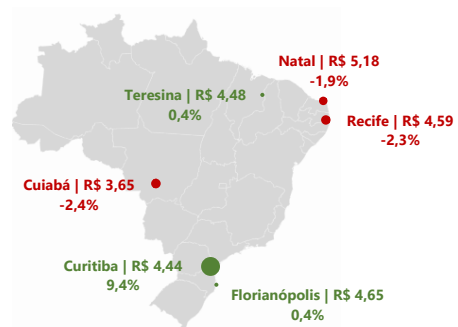 Natal | R$ 5,18
-1,9%
Teresina | R$ 4,48
0,4%
Recife | R$ 4,59
-2,3%
Cuiabá | R$ 3,65
-2,4%
Curitiba | R$ 4,44
9,4%
Florianópolis | R$ 4,65
0,4%